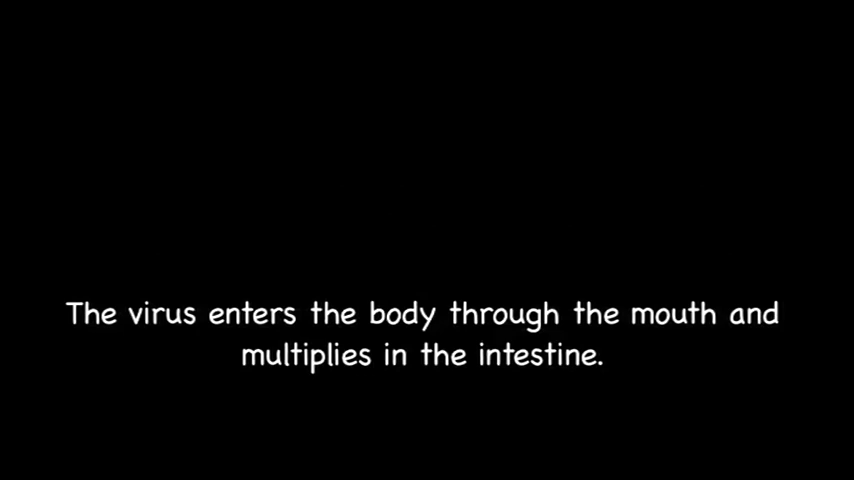 The virus enters the body through the mouth and
multiplies in the intestine.